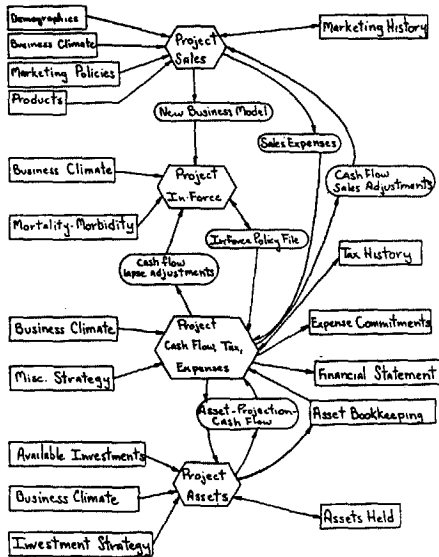 Demographics
Business Climate
Marketing Policies
Products
Project
Sales
Marketing History
New Business Model
Sales Expenses
Business Climate
Mortality-Morbidity
Project
In-Force
Cash Flow
Sales Adjustments
In-Force Policy File
Cash flow
lapse adjustments
Tax History
Business Climate
Misc. Strategy
Project
Cash Flow, Tax,
Expenses
Expense Commitments
Financial Statement
Asset-Projection-
Cash Flow
Asset Bookkeeping
Available Investments
Business Climate
Investment Strategy
Project
Assets
Assets Held